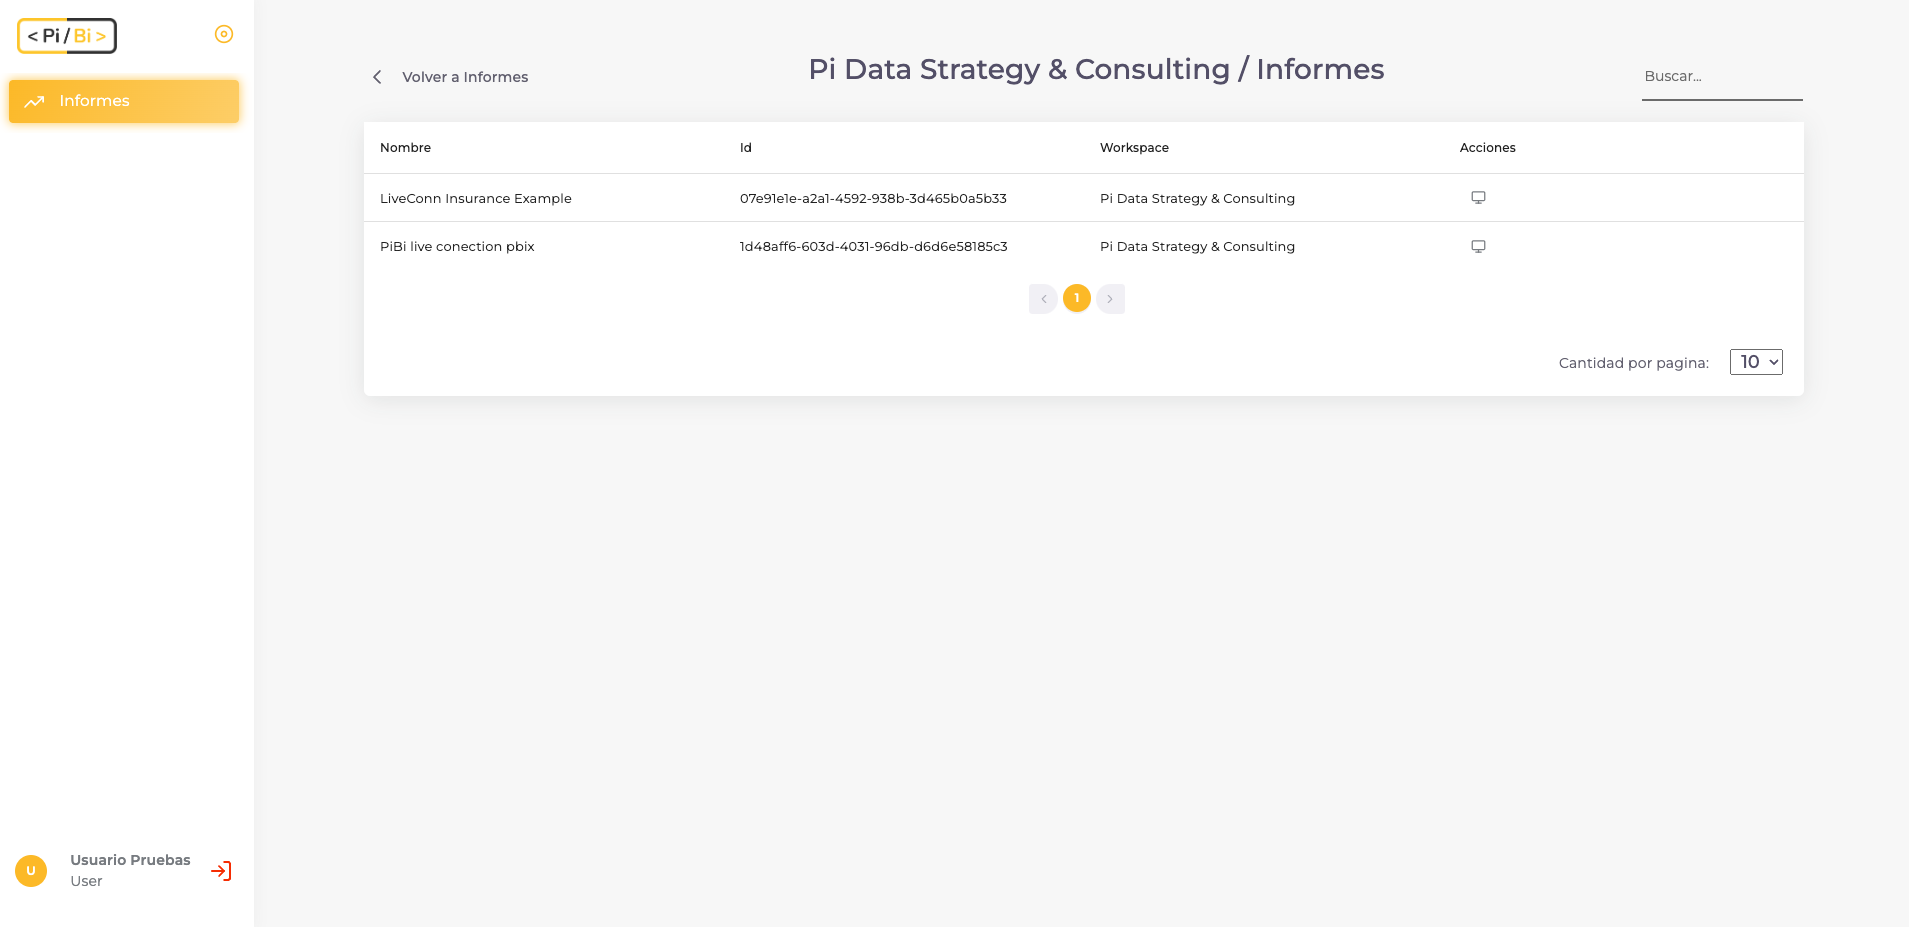 < Pi / Bi >
Informes
Volver a Informes
Pi Data Strategy & Consulting / Informes
Buscar...
Nombre Id Workspace Acciones
LiveConn Insurance Example 07e91e1e-a2a1-4592-938b-3d465b0a5b33 Pi Data Strategy & Consulting
PiBi live conection pbix 1d48aff6-603d-4031-96db-d6d6e58185c3 Pi Data Strategy & Consulting
1
Cantidad por pagina: 10
U
Usuario Pruebas
User